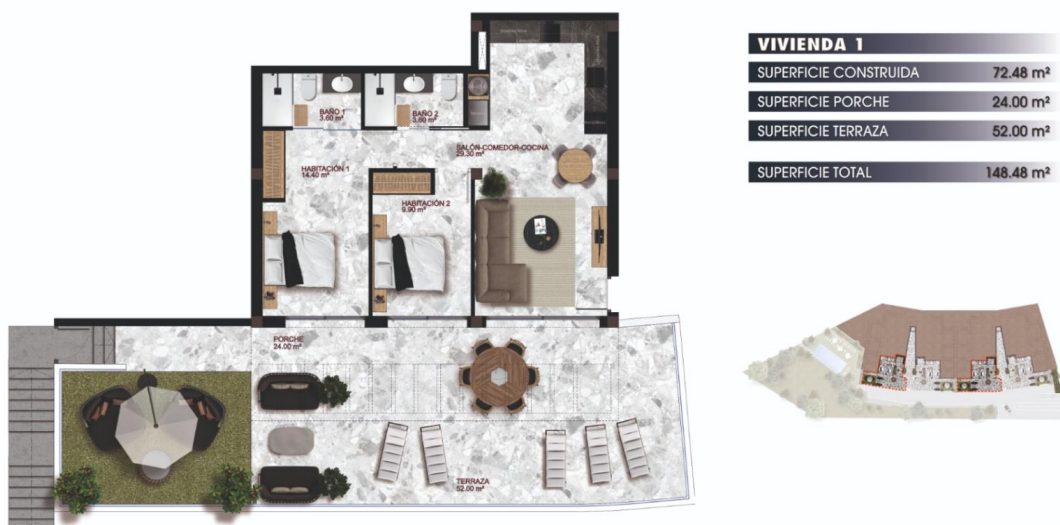 VIVIENDA 1
SUPERFICIE CONSTRUIDA 72.48 m²
SUPERFICIE PORCHE 24.00 m²
SUPERFICIE TERRAZA 52.00 m²
SUPERFICIE TOTAL 148.48 m²
BAÑO 1
3.60 m²
BAÑO 2
3.60 m²
SALÓN-COMEDOR-COCINA
29.30 m²
HABITACIÓN 1
14.40 m²
HABITACIÓN 2
9.90 m²
PORCHE
24.00 m²
TERRAZA
52.00 m²